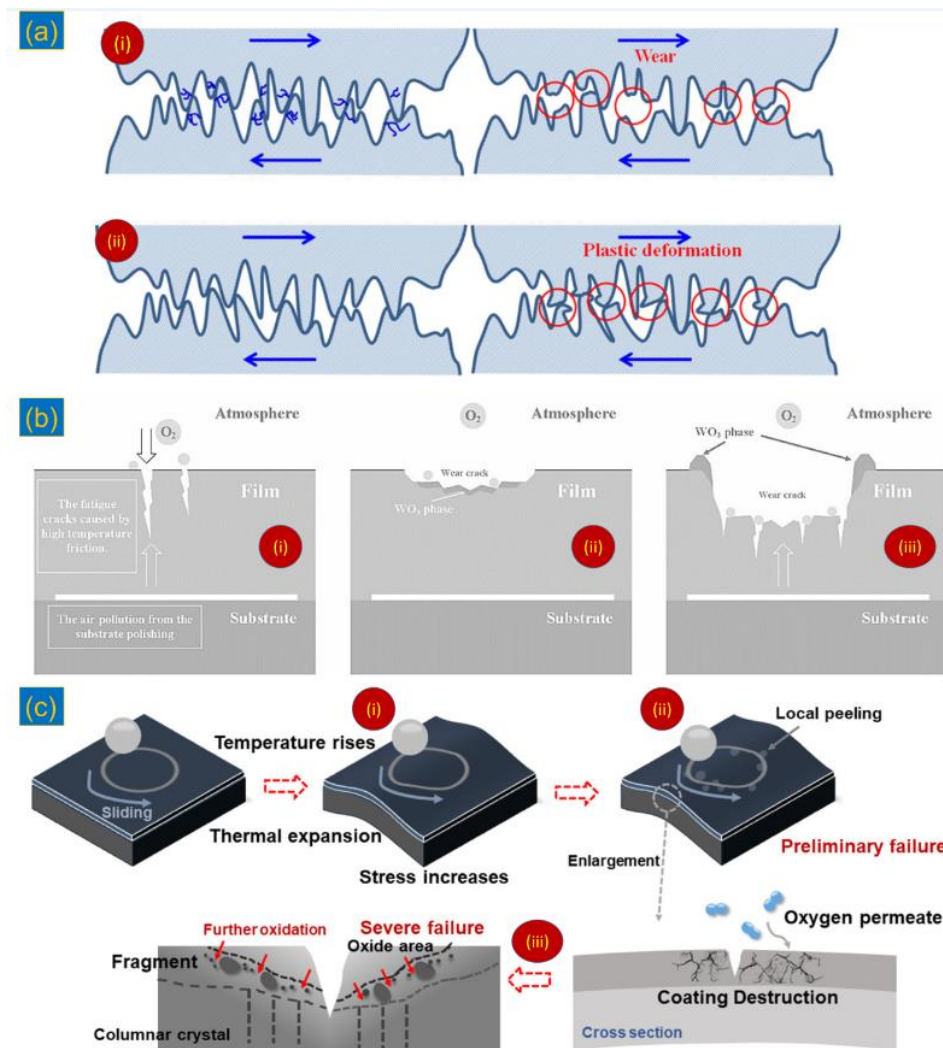 (a)
(i)
Wear
(ii)
Plastic deformation
(b)
Atmosphere
O₂
The fatigue
cracks caused by
high temperature
friction.
Film
(i)
The air pollution from the
substrate polishing
Substrate
O₂
Atmosphere
Wear crack
WO₃ phase
Film
(ii)
Substrate
O₂
Atmosphere
WO₃ phase
Wear crack
Film
(iii)
Substrate
(c)
Sliding
Temperature rises
Thermal expansion
(i)
Stress increases
(ii)
Local peeling
Preliminary failure
Enlargement
Oxygen permeate
Coating Destruction
Cross section
(iii)
Further oxidation
Severe failure
Oxide area
Fragment
Columnar crystal